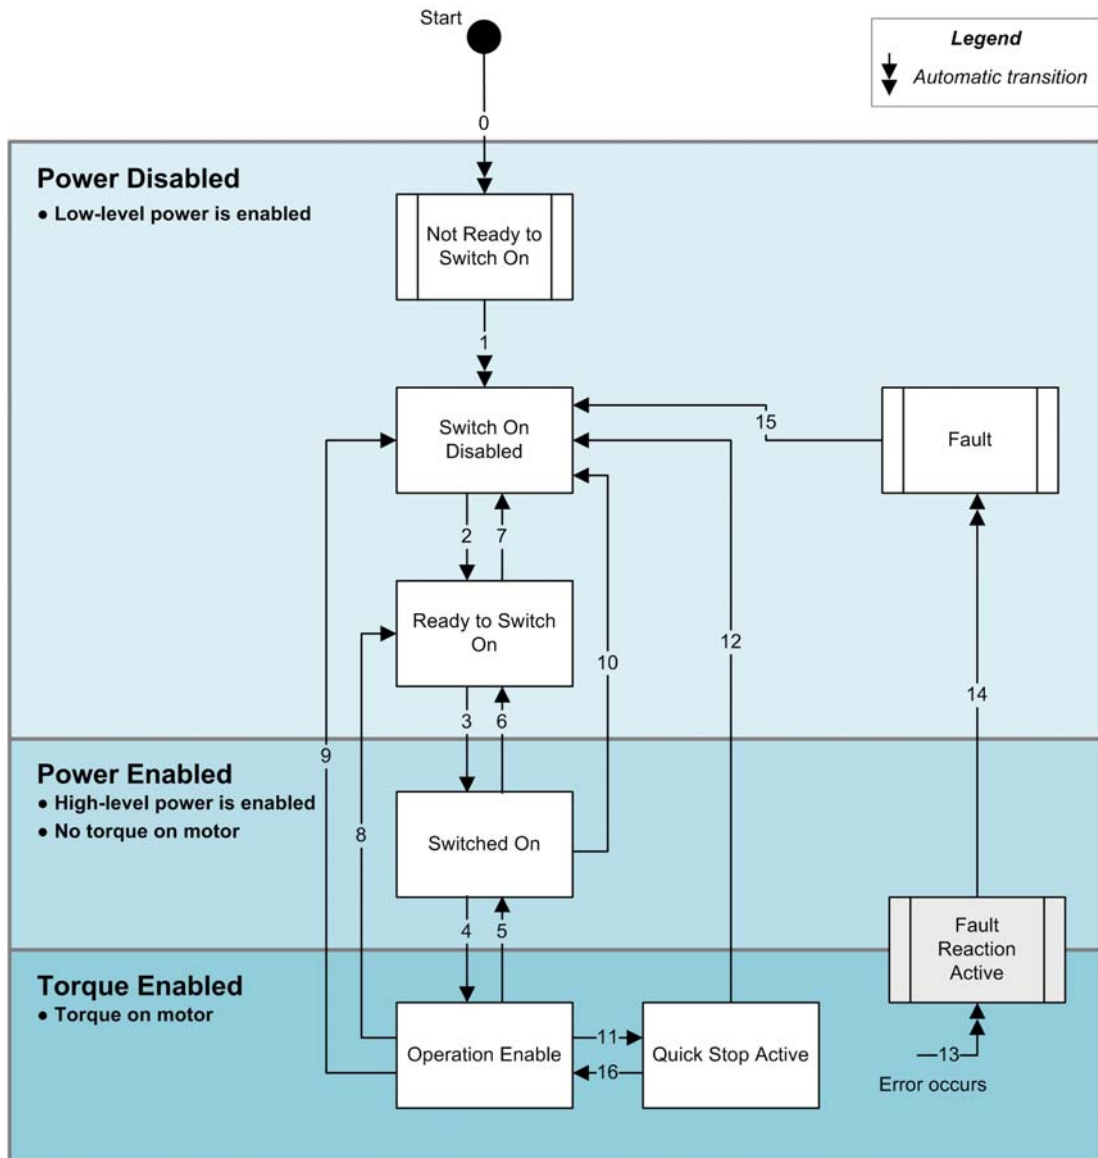 Start
Legend
Automatic transition
0
Power Disabled
● Low-level power is enabled
Not Ready to
Switch On
1
Switch On
Disabled
15
Fault
2
7
Ready to Switch
On
10
12
14
3
6
9
Power Enabled
● High-level power is enabled
● No torque on motor
8
Switched On
4
5
Fault
Reaction
Active
Torque Enabled
● Torque on motor
Operation Enable
11
16
Quick Stop Active
13
Error occurs